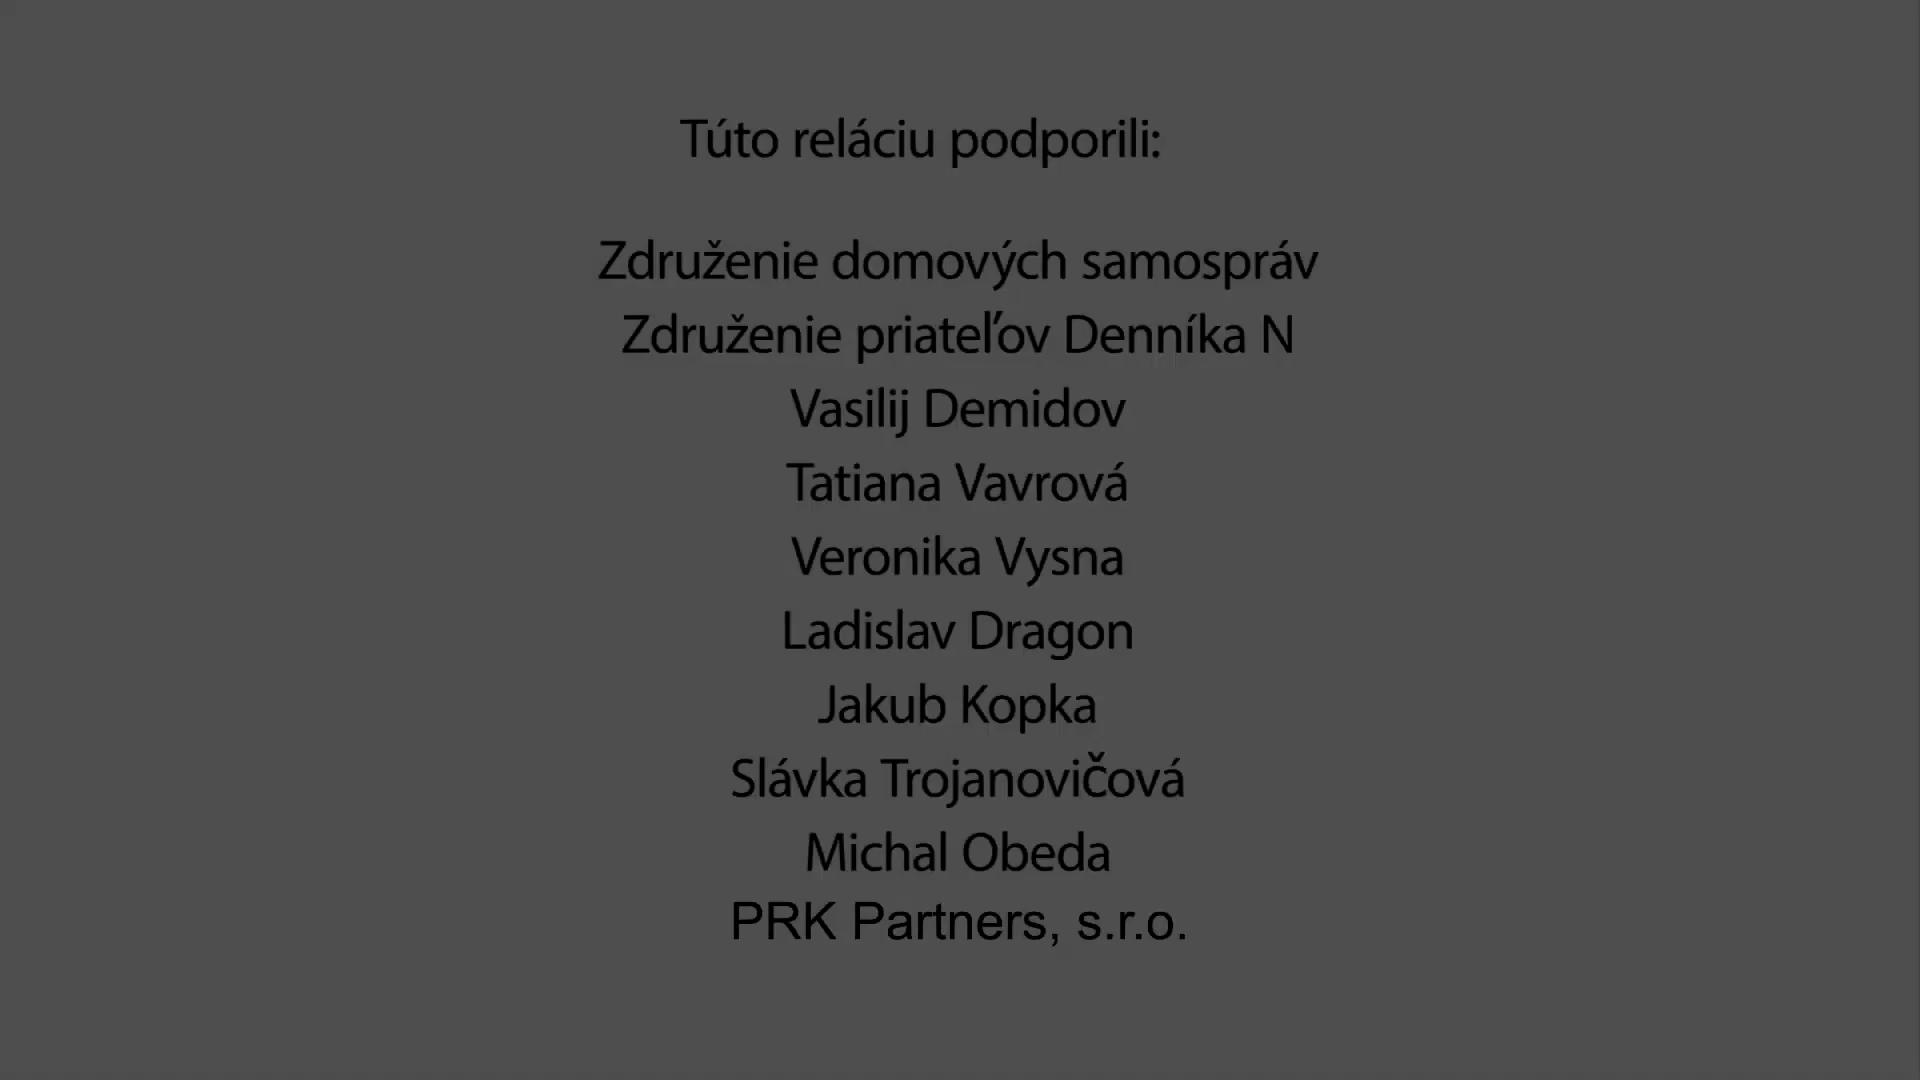 Túto reláciu podporili:
Združenie domových samospráv
Združenie priateľov Denníka N
Vasilij Demidov
Tatiana Vavrová
Veronika Vysna
Ladislav Dragon
Jakub Kopka
Slávka Trojanovičová
Michal Obeda
PRK Partners, s.r.o.